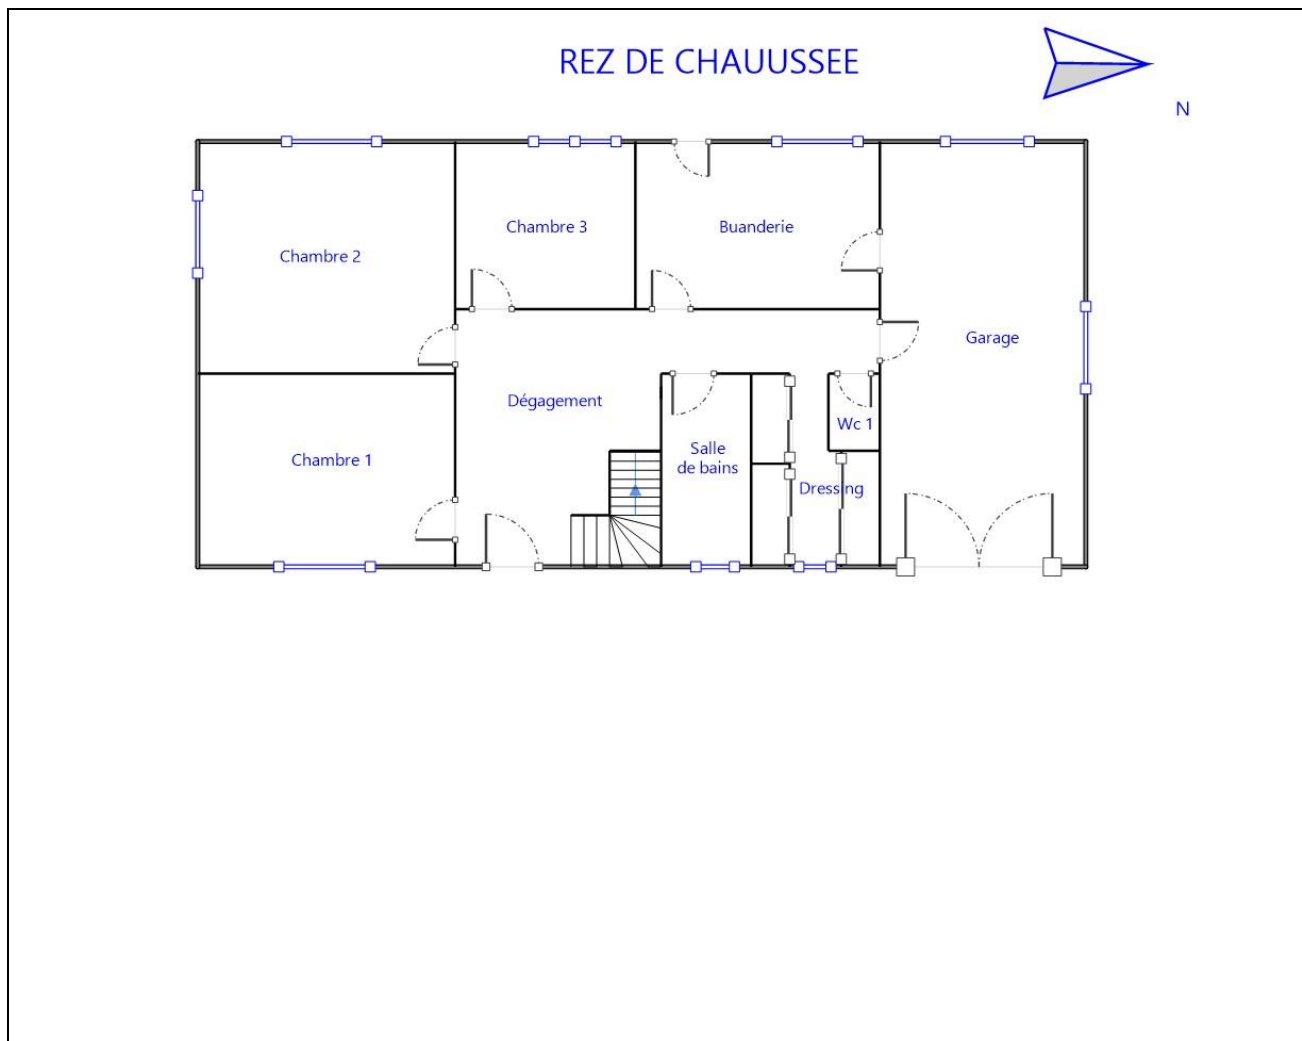 REZ DE CHAUUSSEE
N
Chambre 3
Buanderie
Chambre 2
Garage
Dégagement
Wc 1
Salle
de bains
Chambre 1
Dressing